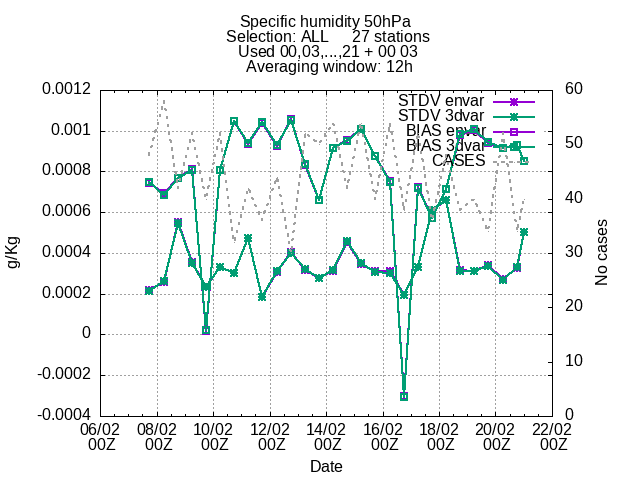 Specific humidity 50hPa
Selection: ALL 27 stations
Used 00,03,...,21 + 00 03
Averaging window: 12h
0.0012
0.001
0.0008
0.0006
0.0004
0.0002
0
-0.0002
-0.0004
g/Kg
STDV envar
STDV 3dvar
BIAS envar
BIAS 3dvar
CASES
60
50
40
30
20
10
0
No cases
06/02 08/02 10/02 12/02 14/02 16/02 18/02 20/02 22/02
00Z 00Z 00Z 00Z 00Z 00Z 00Z 00Z 00Z
Date